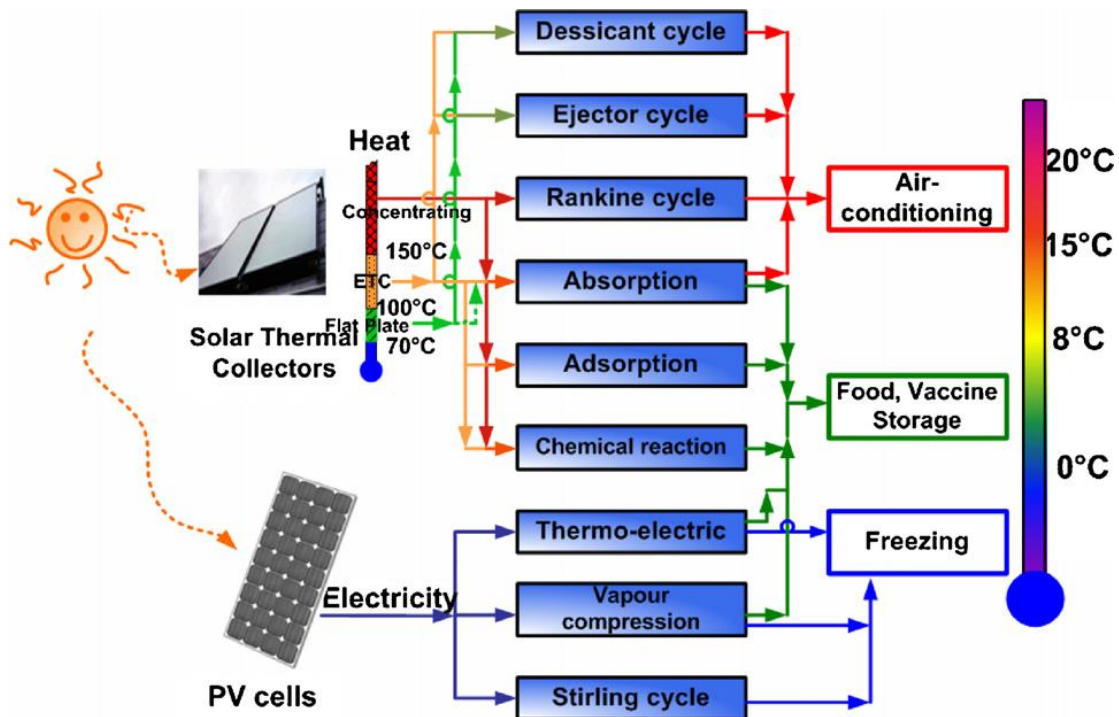 Dessicant cycle
Ejector cycle
Heat
Rankine cycle
Concentrating
150°C
ETC
100°C
Flat Plate
70°C
Solar Thermal
Collectors
Absorption
Adsorption
Chemical reaction
Air-
conditioning
Food, Vaccine
Storage
20°C
15°C
8°C
0°C
Thermo-electric
Freezing
Electricity
Vapour
compression
PV cells
Stirling cycle